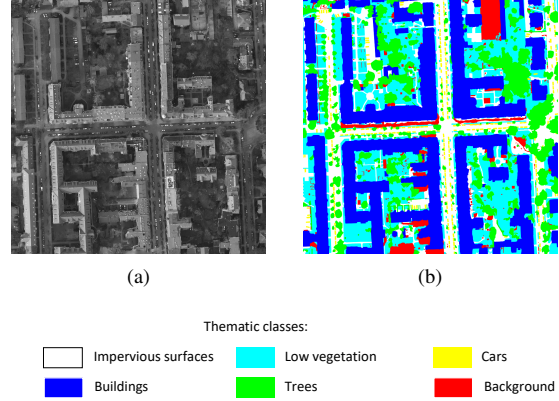 (a)
(b)
Thematic classes:
Impervious surfaces
Low vegetation
Cars
Buildings
Trees
Background